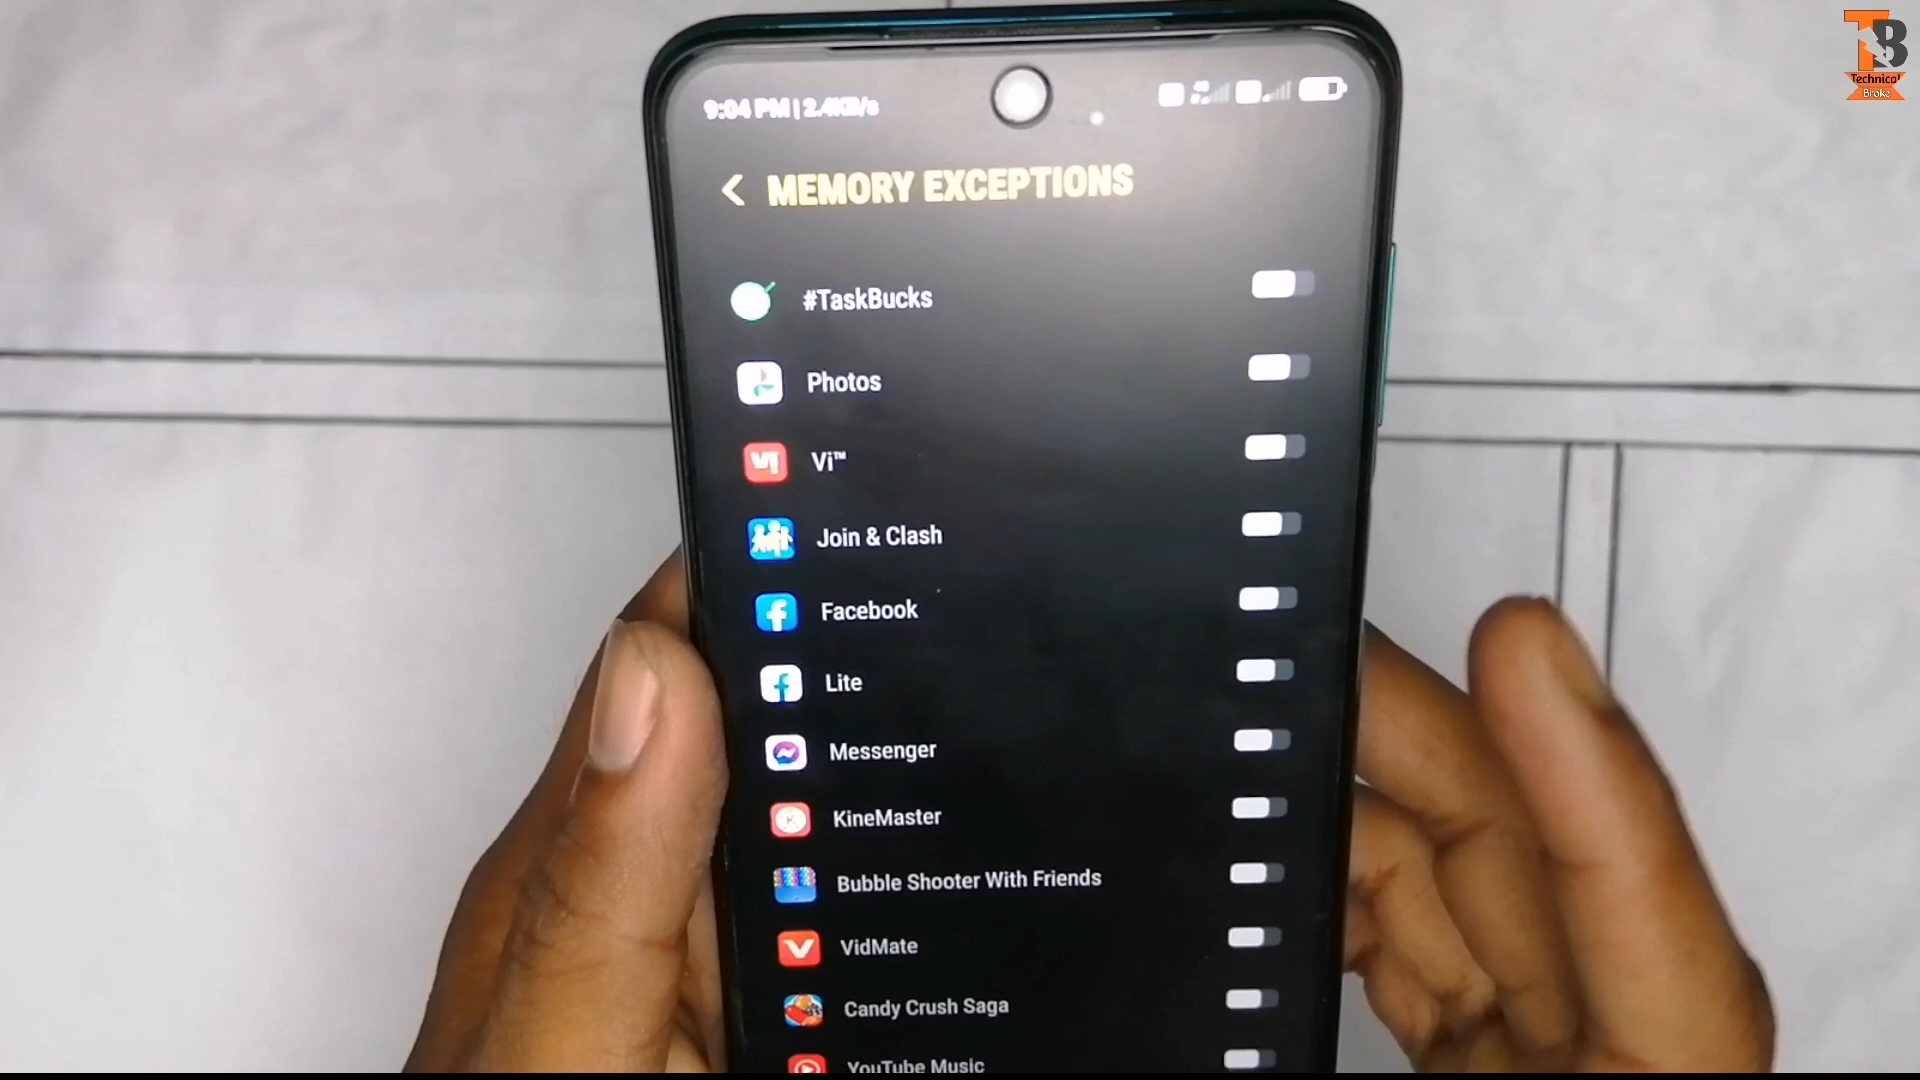 TB
Technical
Broke
9:04 PM | 2.4KB/s
MEMORY EXCEPTIONS
#TaskBucks
Photos
Vi™
Join & Clash
Facebook
Lite
Messenger
KineMaster
Bubble Shooter With Friends
VidMate
Candy Crush Saga
YouTube Music